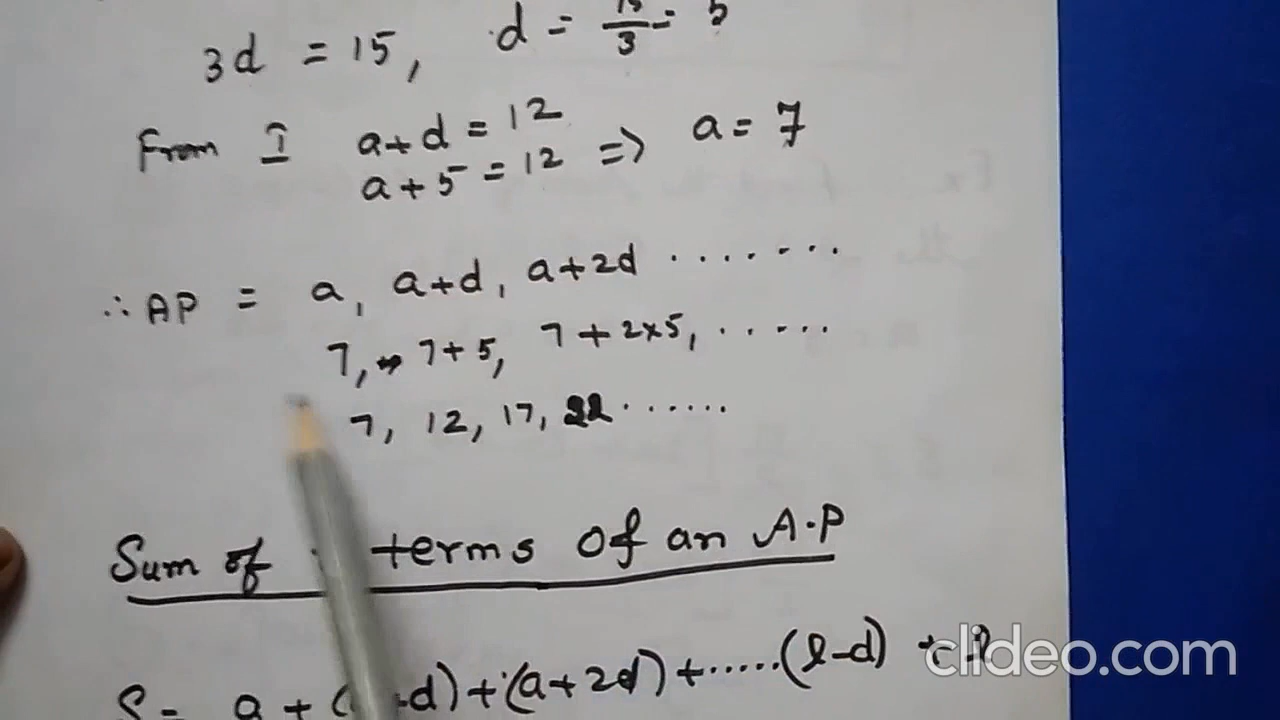 3d = 15, d = 15/3 = 5
From I a+d = 12
a+5 = 12 => a = 7
∴ AP = a, a+d, a+2d .......
7, 7+5, 7+2×5, ......
7, 12, 17, 22 ......
Sum of terms of an A.P
S = a + ( -d) + (a+2d) + ..... (l-d) + l
clideo.com